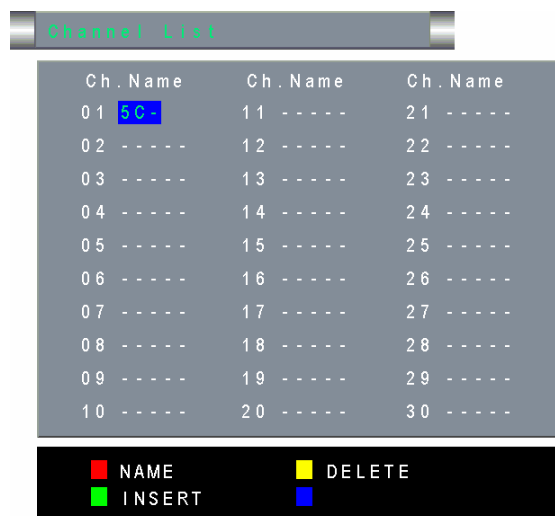 Channel List
Ch.Name Ch.Name Ch.Name
01 5C- 11 ----- 21 -----
02 ----- 12 ----- 22 -----
03 ----- 13 ----- 23 -----
04 ----- 14 ----- 24 -----
05 ----- 15 ----- 25 -----
06 ----- 16 ----- 26 -----
07 ----- 17 ----- 27 -----
08 ----- 18 ----- 28 -----
09 ----- 19 ----- 29 -----
10 ----- 20 ----- 30 -----
NAME DELETE
INSERT